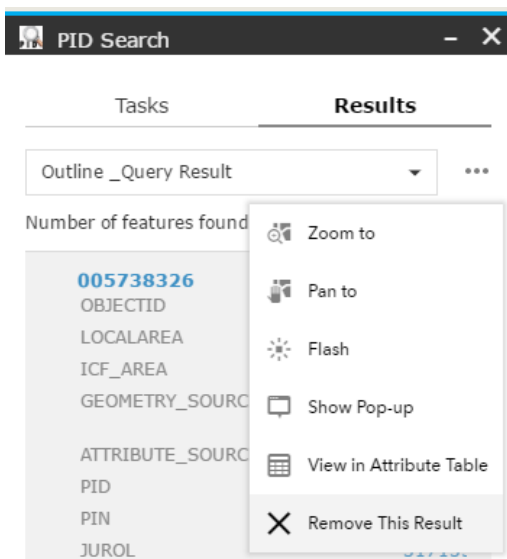 PID Search
Tasks Results
Outline _Query Result
Number of features found
Zoom to
005738326
OBJECTID
Pan to
LOCALAREA
Flash
ICF_AREA
GEOMETRY_SOURC
Show Pop-up
ATTRIBUTE_SOURC
View in Attribute Table
PID
PIN
Remove This Result
JUROL